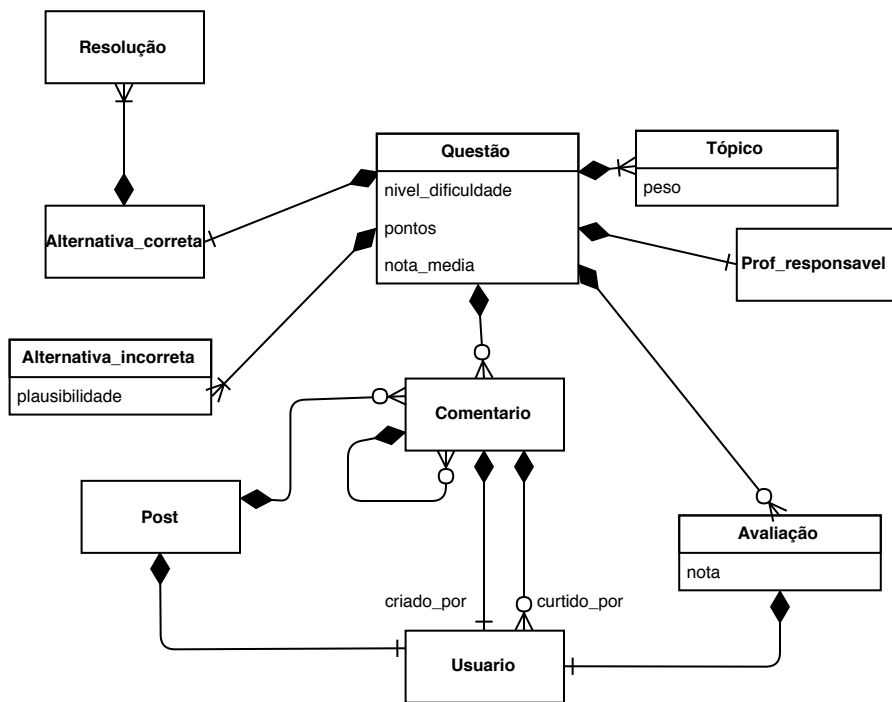 Resolução
Questão
nivel_dificuldade
pontos
nota_media
Tópico
peso
Alternativa_correta
Prof_responsavel
Alternativa_incorreta
plausibilidade
Comentario
Post
Avaliação
nota
criado_por
curtido_por
Usuario